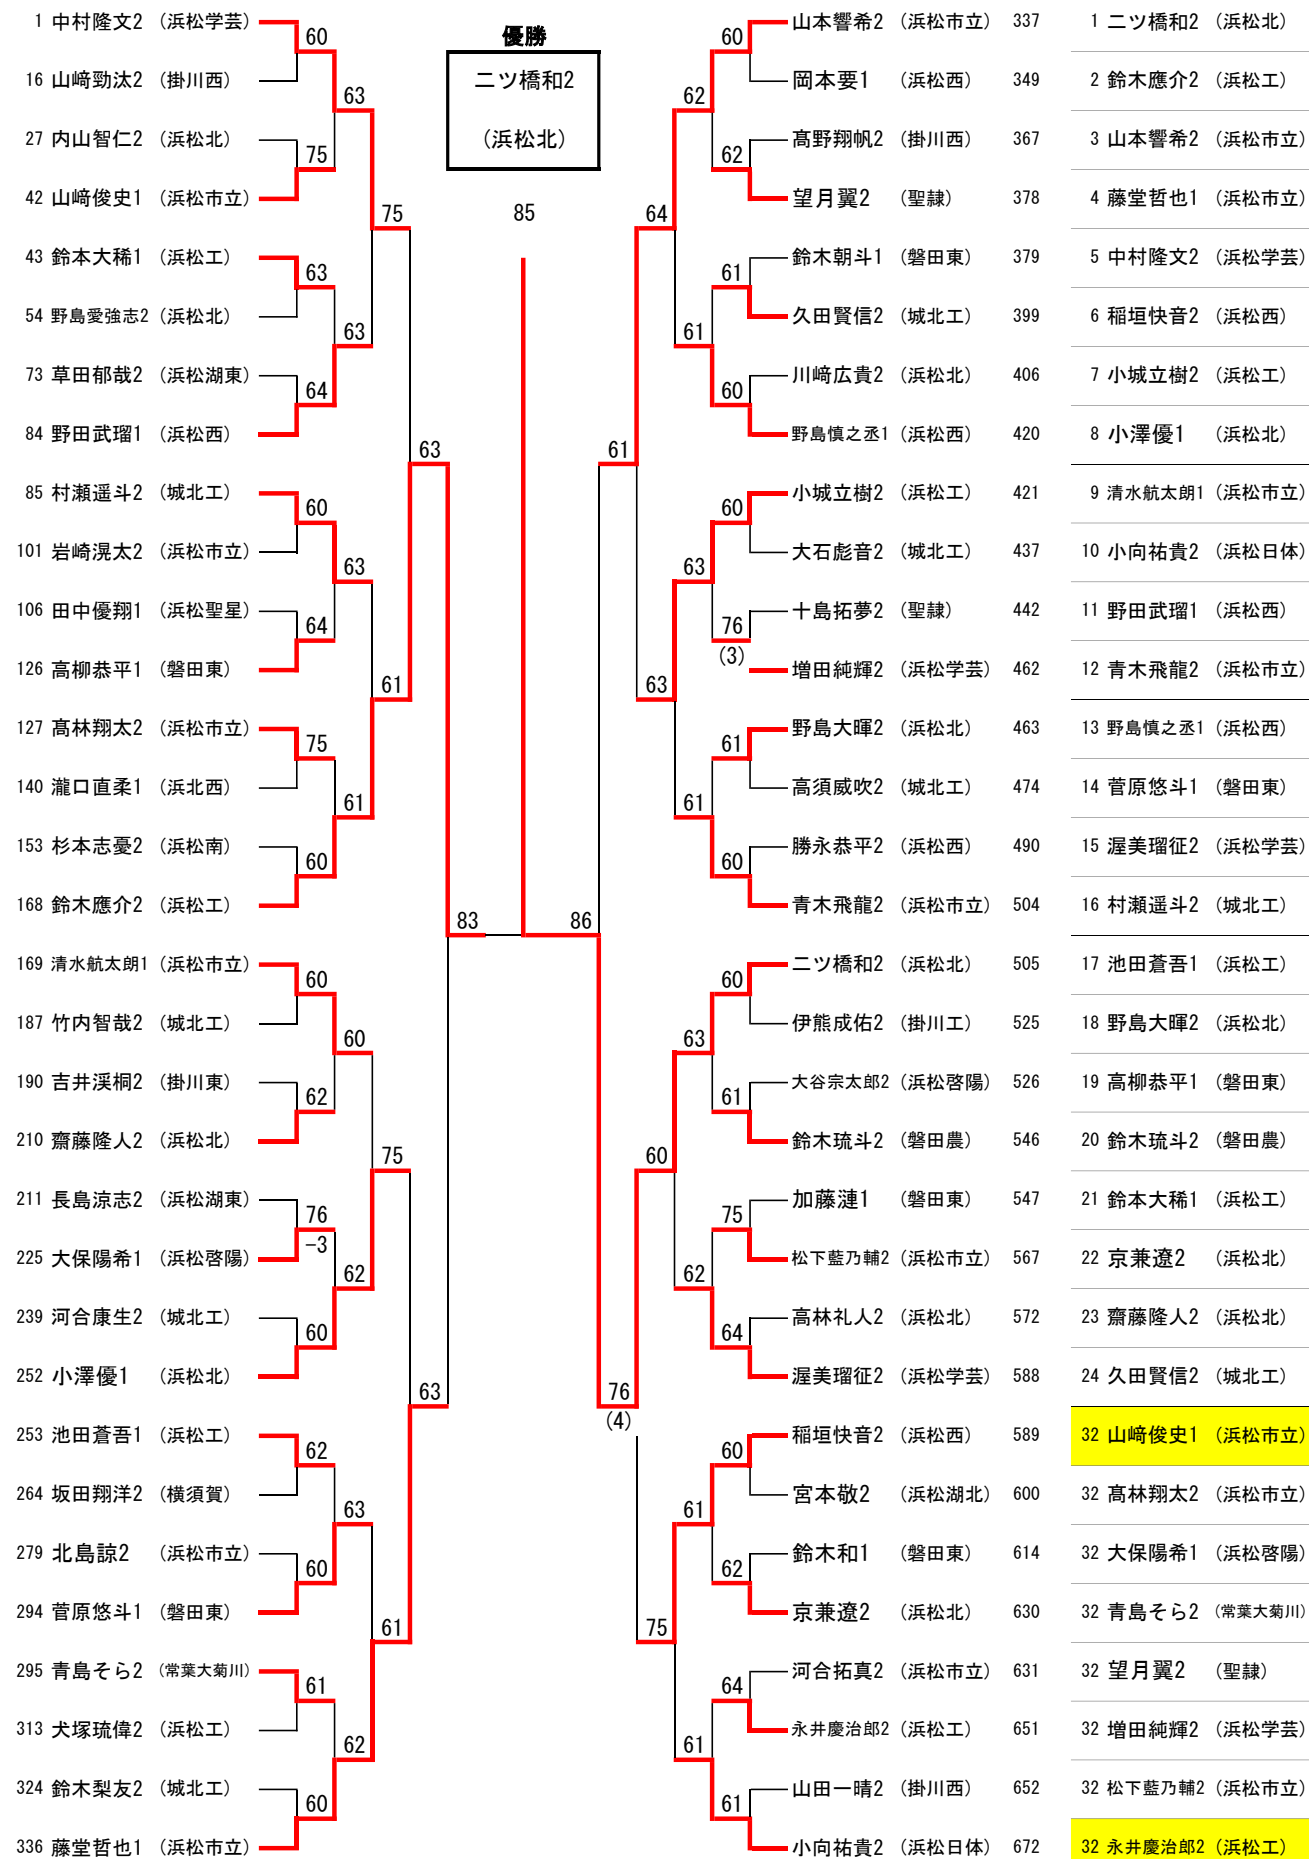 優勝
二ツ橋和2
(浜松北)
85
1 中村隆文2 (浜松学芸)
60
16 山﨑勁汰2 (掛川西)
63
27 内山智仁2 (浜松北)
75
42 山﨑俊史1 (浜松市立)
75
43 鈴本大稀1 (浜松工)
63
54 野島愛強志2 (浜松北)
63
73 草田郁哉2 (浜松湖東)
64
84 野田武瑠1 (浜松西)
63
85 村瀬遥斗2 (城北工)
60
101 岩崎滉太2 (浜松市立)
63
106 田中優翔1 (浜松聖星)
64
126 高柳恭平1 (磐田東)
61
127 髙林翔太2 (浜松市立)
75
140 瀧口直柔1 (浜北西)
61
153 杉本志憂2 (浜松南)
60
168 鈴木應介2 (浜松工)
83
169 清水航太朗1 (浜松市立)
60
187 竹内智哉2 (城北工)
60
190 吉井渓桐2 (掛川東)
62
210 齋藤隆人2 (浜松北)
75
211 長島涼志2 (浜松湖東)
76
-3
225 大保陽希1 (浜松啓陽)
62
239 河合康生2 (城北工)
60
252 小澤優1 (浜松北)
63
253 池田蒼吾1 (浜松工)
62
264 坂田翔洋2 (横須賀)
63
279 北島諒2 (浜松市立)
60
294 菅原悠斗1 (磐田東)
61
295 青島そら2 (常葉大菊川)
61
313 犬塚琉偉2 (浜松工)
62
324 鈴木梨友2 (城北工)
60
336 藤堂哲也1 (浜松市立)
山本響希2 (浜松市立) 337
60
岡本要1 (浜松西) 349
62
髙野翔帆2 (掛川西) 367
62
望月翼2 (聖隷) 378
64
鈴木朝斗1 (磐田東) 379
61
久田賢信2 (城北工) 399
61
川﨑広貴2 (浜松北) 406
60
野島慎之丞1 (浜松西) 420
61
小城立樹2 (浜松工) 421
60
大石彪音2 (城北工) 437
63
十島拓夢2 (聖隷) 442
76
(3)
増田純輝2 (浜松学芸) 462
63
野島大暉2 (浜松北) 463
61
高須威吹2 (城北工) 474
61
勝永恭平2 (浜松西) 490
60
青木飛龍2 (浜松市立) 504
86
二ツ橋和2 (浜松北) 505
60
伊熊成佑2 (掛川工) 525
63
大谷宗太郎2 (浜松啓陽) 526
61
鈴木琉斗2 (磐田農) 546
60
加藤漣1 (磐田東) 547
75
松下藍乃輔2 (浜松市立) 567
62
高林礼人2 (浜松北) 572
64
渥美瑠征2 (浜松学芸) 588
76
(4)
稲垣快音2 (浜松西) 589
60
宮本敬2 (浜松湖北) 600
61
鈴木和1 (磐田東) 614
62
京兼遼2 (浜松北) 630
75
河合拓真2 (浜松市立) 631
64
永井慶治郎2 (浜松工) 651
61
山田一晴2 (掛川西) 652
61
小向祐貴2 (浜松日体) 672
1 二ツ橋和2 (浜松北)
2 鈴木應介2 (浜松工)
3 山本響希2 (浜松市立)
4 藤堂哲也1 (浜松市立)
5 中村隆文2 (浜松学芸)
6 稲垣快音2 (浜松西)
7 小城立樹2 (浜松工)
8 小澤優1 (浜松北)
9 清水航太朗1 (浜松市立)
10 小向祐貴2 (浜松日体)
11 野田武瑠1 (浜松西)
12 青木飛龍2 (浜松市立)
13 野島慎之丞1 (浜松西)
14 菅原悠斗1 (磐田東)
15 渥美瑠征2 (浜松学芸)
16 村瀬遥斗2 (城北工)
17 池田蒼吾1 (浜松工)
18 野島大暉2 (浜松北)
19 高柳恭平1 (磐田東)
20 鈴木琉斗2 (磐田農)
21 鈴本大稀1 (浜松工)
22 京兼遼2 (浜松北)
23 齋藤隆人2 (浜松北)
24 久田賢信2 (城北工)
32 山﨑俊史1 (浜松市立)
32 髙林翔太2 (浜松市立)
32 大保陽希1 (浜松啓陽)
32 青島そら2 (常葉大菊川)
32 望月翼2 (聖隷)
32 増田純輝2 (浜松学芸)
32 松下藍乃輔2 (浜松市立)
32 永井慶治郎2 (浜松工)